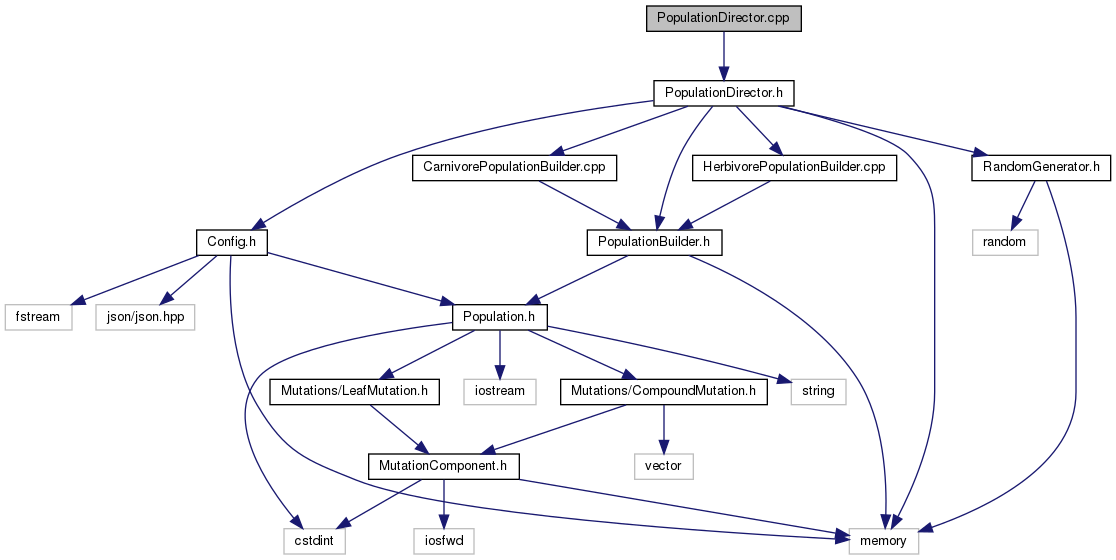 PopulationDirector.cpp
PopulationDirector.h
CarnivorePopulationBuilder.cpp
HerbivorePopulationBuilder.cpp
RandomGenerator.h
Config.h
PopulationBuilder.h
random
fstream
json/json.hpp
Population.h
Mutations/LeafMutation.h
iostream
Mutations/CompoundMutation.h
string
MutationComponent.h
vector
cstdint
iosfwd
memory